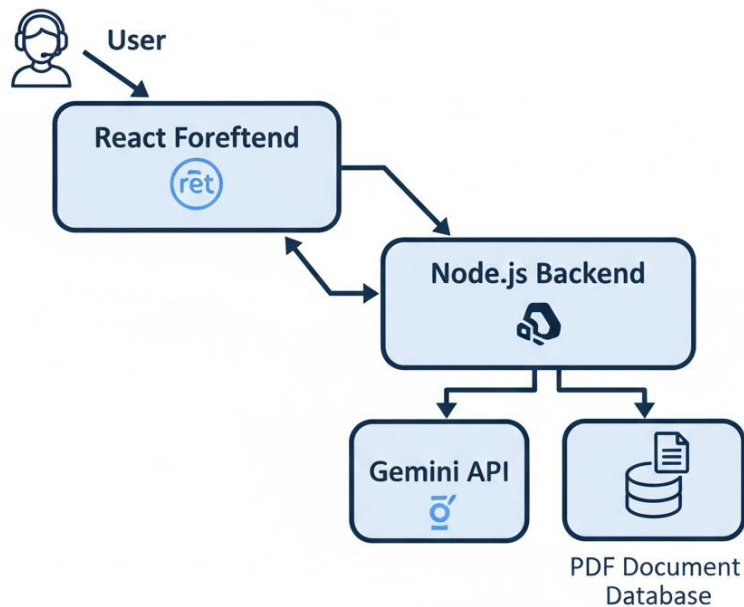 User
React Foreftend
rēt
Node.js Backend
Gemini API
PDF Document
Database